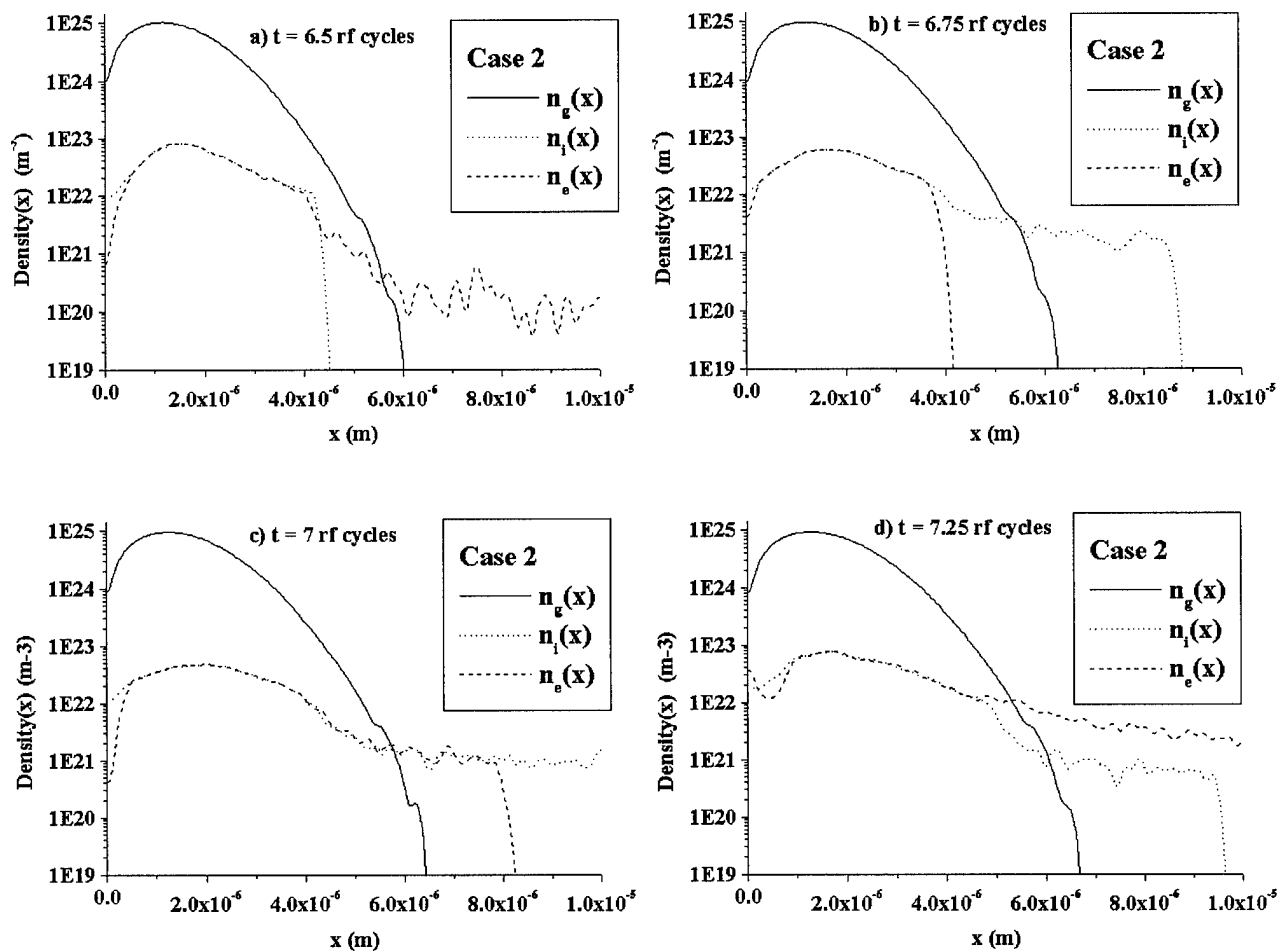 a) t = 6.5 rf cycles
Case 2
n_g(x)
n_i(x)
n_e(x)
1E25
1E24
1E23
1E22
1E21
1E20
1E19
Density(x) (m⁻
0.0 2.0x10⁻⁶ 4.0x10⁻⁶ 6.0x10⁻⁶ 8.0x10⁻⁶ 1.0x10⁻⁵
x (m)
b) t = 6.75 rf cycles
Case 2
n_g(x)
n_i(x)
n_e(x)
1E25
1E24
1E23
1E22
1E21
1E20
1E19
Density(x) (m⁻
0.0 2.0x10⁻⁶ 4.0x10⁻⁶ 6.0x10⁻⁶ 8.0x10⁻⁶ 1.0x10⁻⁵
x (m)
c) t = 7 rf cycles
Case 2
n_g(x)
n_i(x)
n_e(x)
1E25
1E24
1E23
1E22
1E21
1E20
1E19
Density(x) (m-3)
0.0 2.0x10⁻⁶ 4.0x10⁻⁶ 6.0x10⁻⁶ 8.0x10⁻⁶ 1.0x10⁻⁵
x (m)
d) t = 7.25 rf cycles
Case 2
n_g(x)
n_i(x)
n_e(x)
1E25
1E24
1E23
1E22
1E21
1E20
1E19
Density(x) (m-3)
0.0 2.0x10⁻⁶ 4.0x10⁻⁶ 6.0x10⁻⁶ 8.0x10⁻⁶ 1.0x10⁻⁵
x (m)